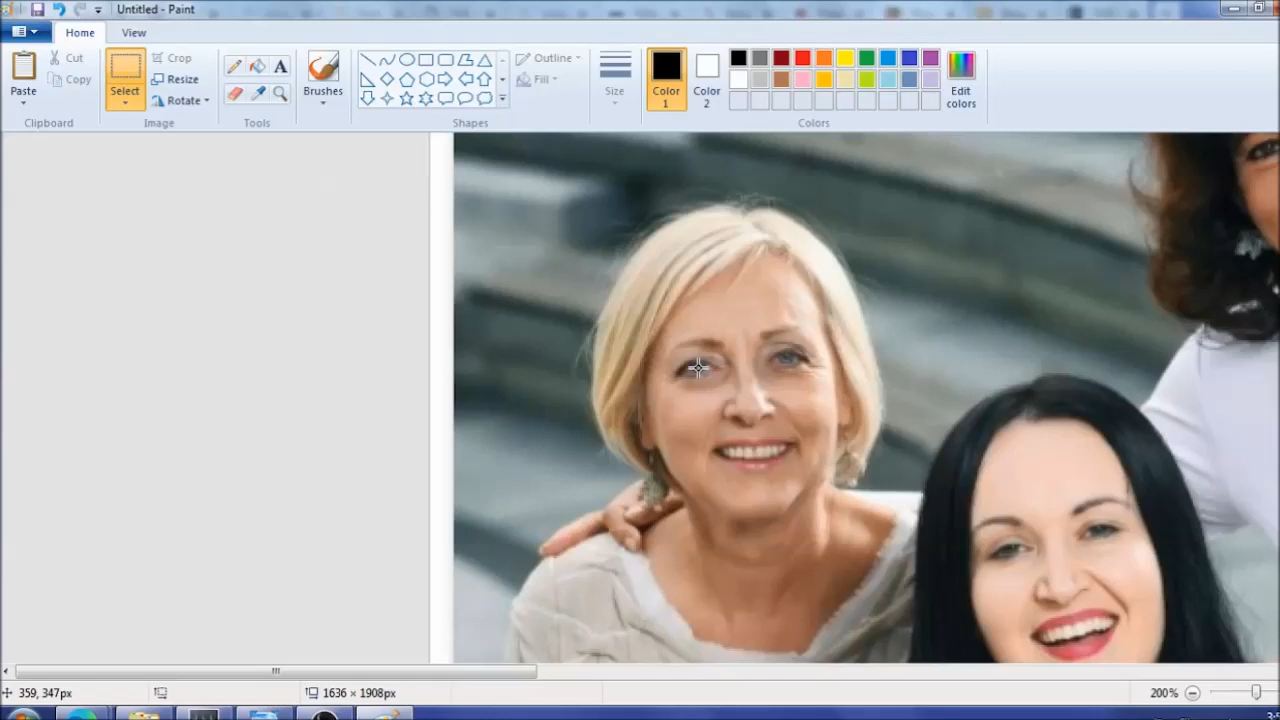 Untitled - Paint
Home View
Paste
Cut
Copy
Clipboard
Select
Crop
Resize
Rotate
Image
Tools
Brushes
Shapes
Outline
Fill
Size
Color 1
Color 2
Edit colors
Colors
359, 347px
1636 × 1908px
200%